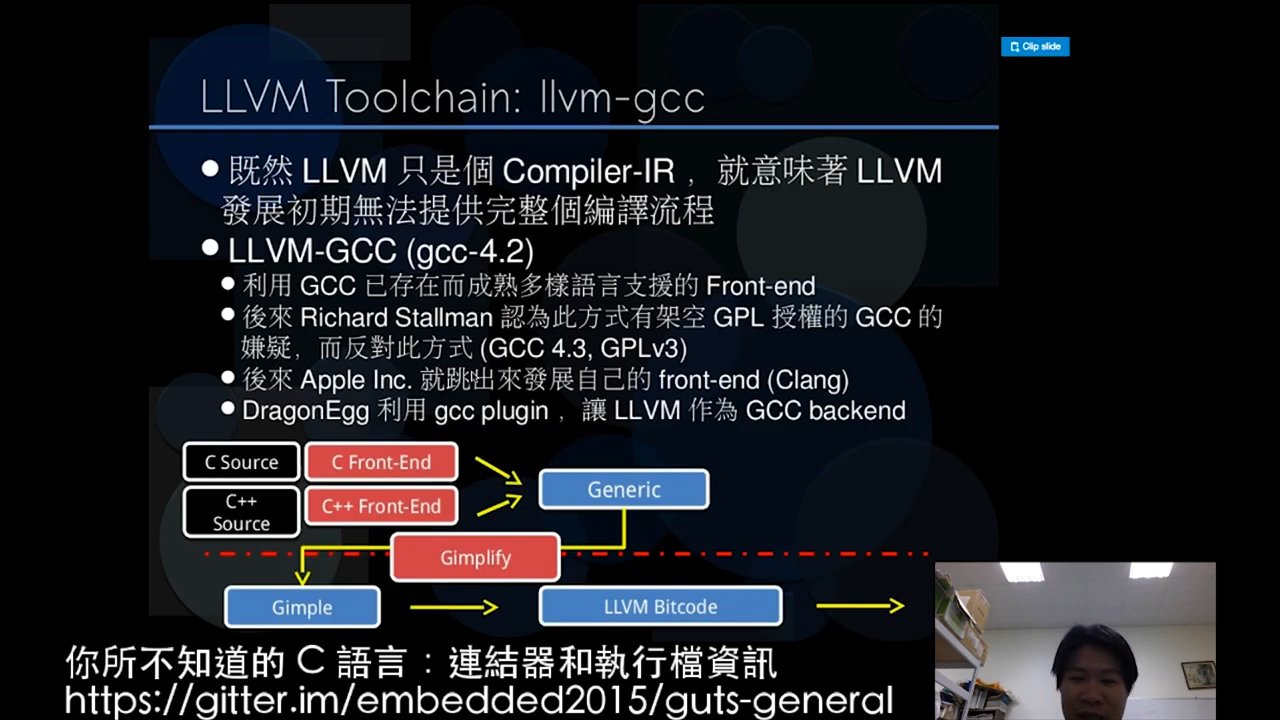 Clip slide
LLVM Toolchain: llvm-gcc
● 既然 LLVM 只是個 Compiler-IR ，就意味著 LLVM
發展初期無法提供完整個編譯流程
● LLVM-GCC (gcc-4.2)
● 利用 GCC 已存在而成熟多樣語言支援的 Front-end
● 後來 Richard Stallman 認為此方式有架空 GPL 授權的 GCC 的
嫌疑，而反對此方式 (GCC 4.3, GPLv3)
● 後來 Apple Inc. 就跳出來發展自己的 front-end (Clang)
● DragonEgg 利用 gcc plugin ，讓 LLVM 作為 GCC backend
C Source
C Front-End
Generic
C++
Source
C++ Front-End
Gimplify
Gimple
LLVM Bitcode
你所不知道的 C 語言：連結器和執行檔資訊
https://gitter.im/embedded2015/guts-general